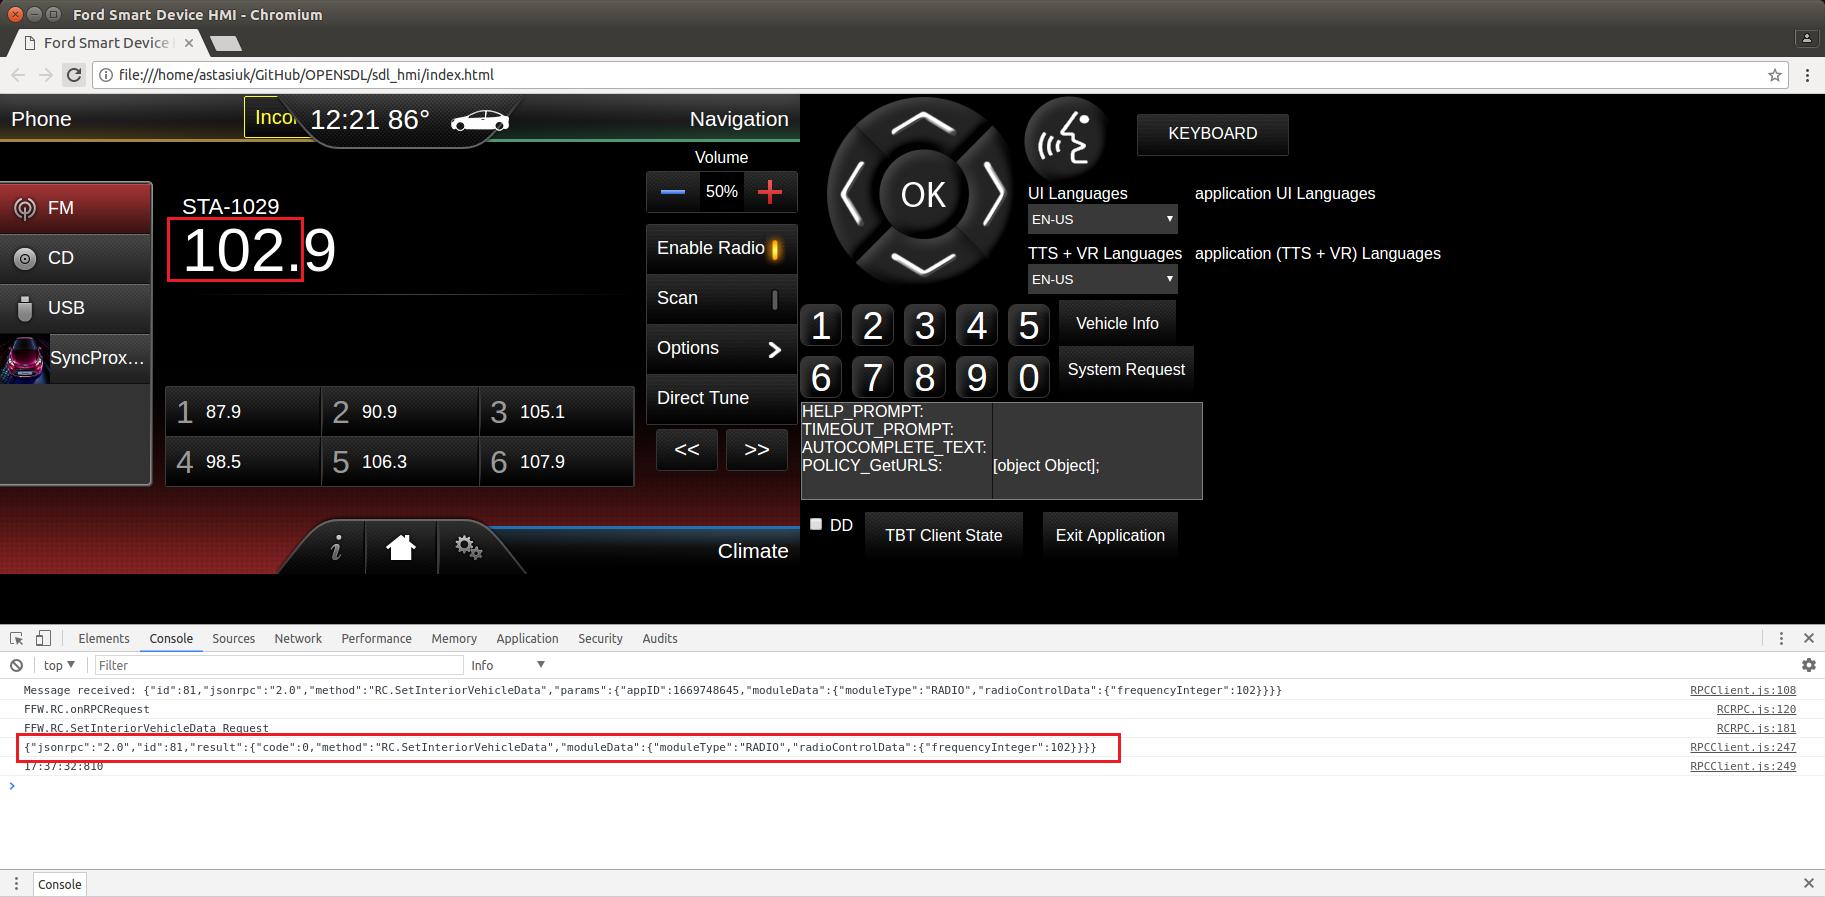 Ford Smart Device HMI - Chromium
Ford Smart Device
file:///home/astasiuk/GitHub/OPENSDL/sdl_hmi/index.html
Phone
Incor
12:21 86°
Navigation
Volume
50%
FM
CD
USB
SyncProx...
STA-1029
102.9
Enable Radio
Scan
Options
Direct Tune
<< >>
1 87.9 2 90.9 3 105.1
4 98.5 5 106.3 6 107.9
i
Climate
OK
KEYBOARD
UI Languages application UI Languages
EN-US
TTS + VR Languages application (TTS + VR) Languages
EN-US
1 2 3 4 5 Vehicle Info
6 7 8 9 0 System Request
HELP_PROMPT:
TIMEOUT_PROMPT:
AUTOCOMPLETE_TEXT:
POLICY_GetURLS: [object Object];
DD TBT Client State Exit Application
Elements Console Sources Network Performance Memory Application Security Audits
top Filter Info
Message received: {"id":81,"jsonrpc":"2.0","method":"RC.SetInteriorVehicleData","params":{"appID":1669748645,"moduleData":{"moduleType":"RADIO","radioControlData":{"frequencyInteger":102}}}} RPCClient.js:108
FFW.RC.onRPCRequest RCRPC.js:120
FFW.RC.SetInteriorVehicleData Request RCRPC.js:181
{"jsonrpc":"2.0","id":81,"result":{"code":0,"method":"RC.SetInteriorVehicleData","moduleData":{"moduleType":"RADIO","radioControlData":{"frequencyInteger":102}}}} RPCClient.js:247
17:37:32:810 RPCClient.js:249
Console